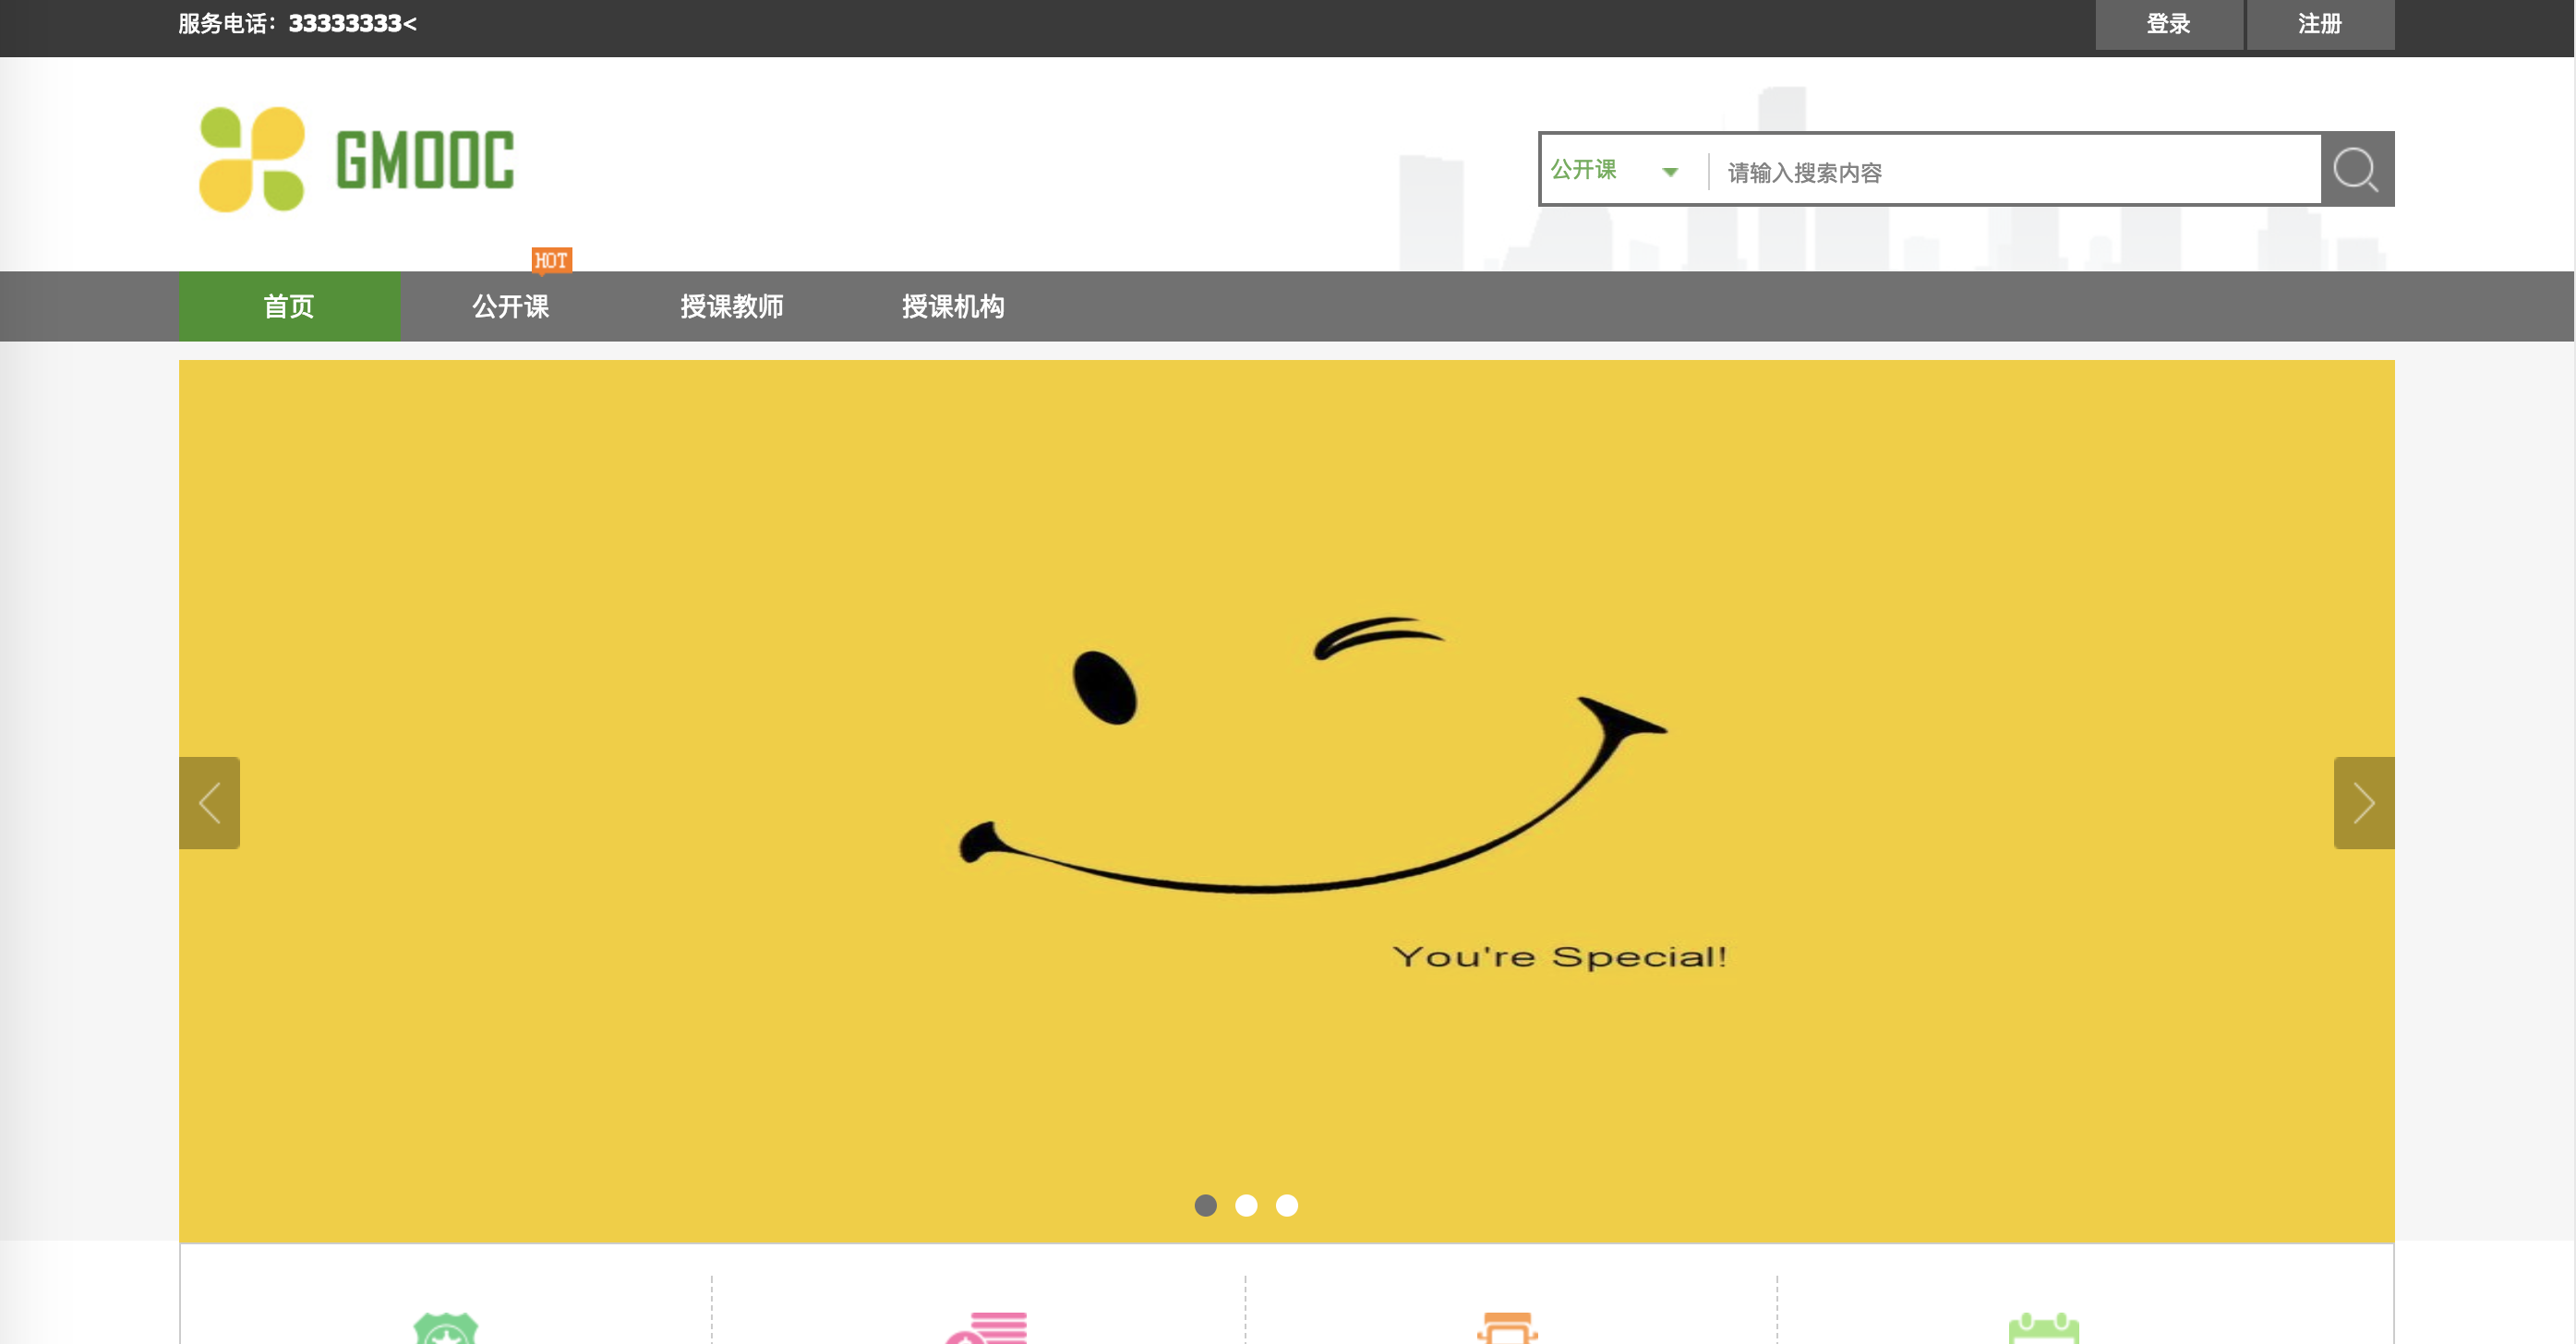 服务电话：33333333<
登录 注册
GMOOC
公开课 请输入搜索内容
HOT
首页 公开课 授课教师 授课机构
You're Special!